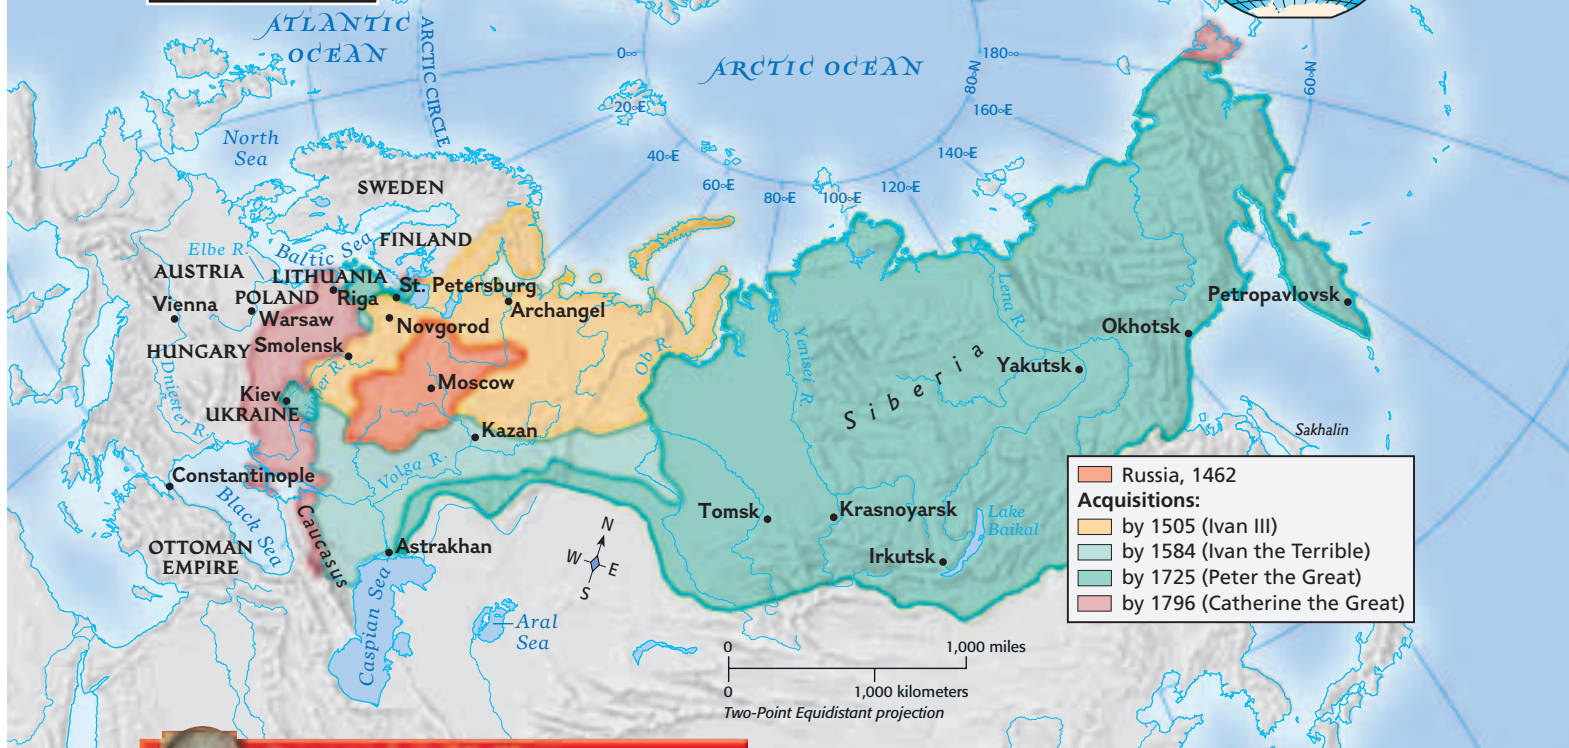 ATLANTIC
OCEAN
ARCTIC CIRCLE
ARCTIC OCEAN
0∞
20∞E
40∞E
60∞E
80∞E
100∞E
120∞E
140∞E
160∞E
180∞
80∞N
60∞N
North
Sea
SWEDEN
FINLAND
Baltic Sea
Elbe R.
AUSTRIA
LITHUANIA
St. Petersburg
Vienna
POLAND
Riga
Warsaw
Archangel
Novgorod
HUNGARY
Smolensk
Dniester R.
Dnieper R.
Moscow
Kiev
UKRAINE
Kazan
Volga R.
Constantinople
Black Sea
Caucasus
OTTOMAN
EMPIRE
Astrakhan
Caspian Sea
Aral
Sea
Ob R.
Yenisei R.
Lena R.
Siberia
Petropavlovsk
Okhotsk
Yakutsk
Sakhalin
Tomsk
Krasnoyarsk
Irkutsk
Lake
Baikal
N
W
E
S
Russia, 1462
Acquisitions:
by 1505 (Ivan III)
by 1584 (Ivan the Terrible)
by 1725 (Peter the Great)
by 1796 (Catherine the Great)
0
1,000 miles
0
1,000 kilometers
Two-Point Equidistant projection